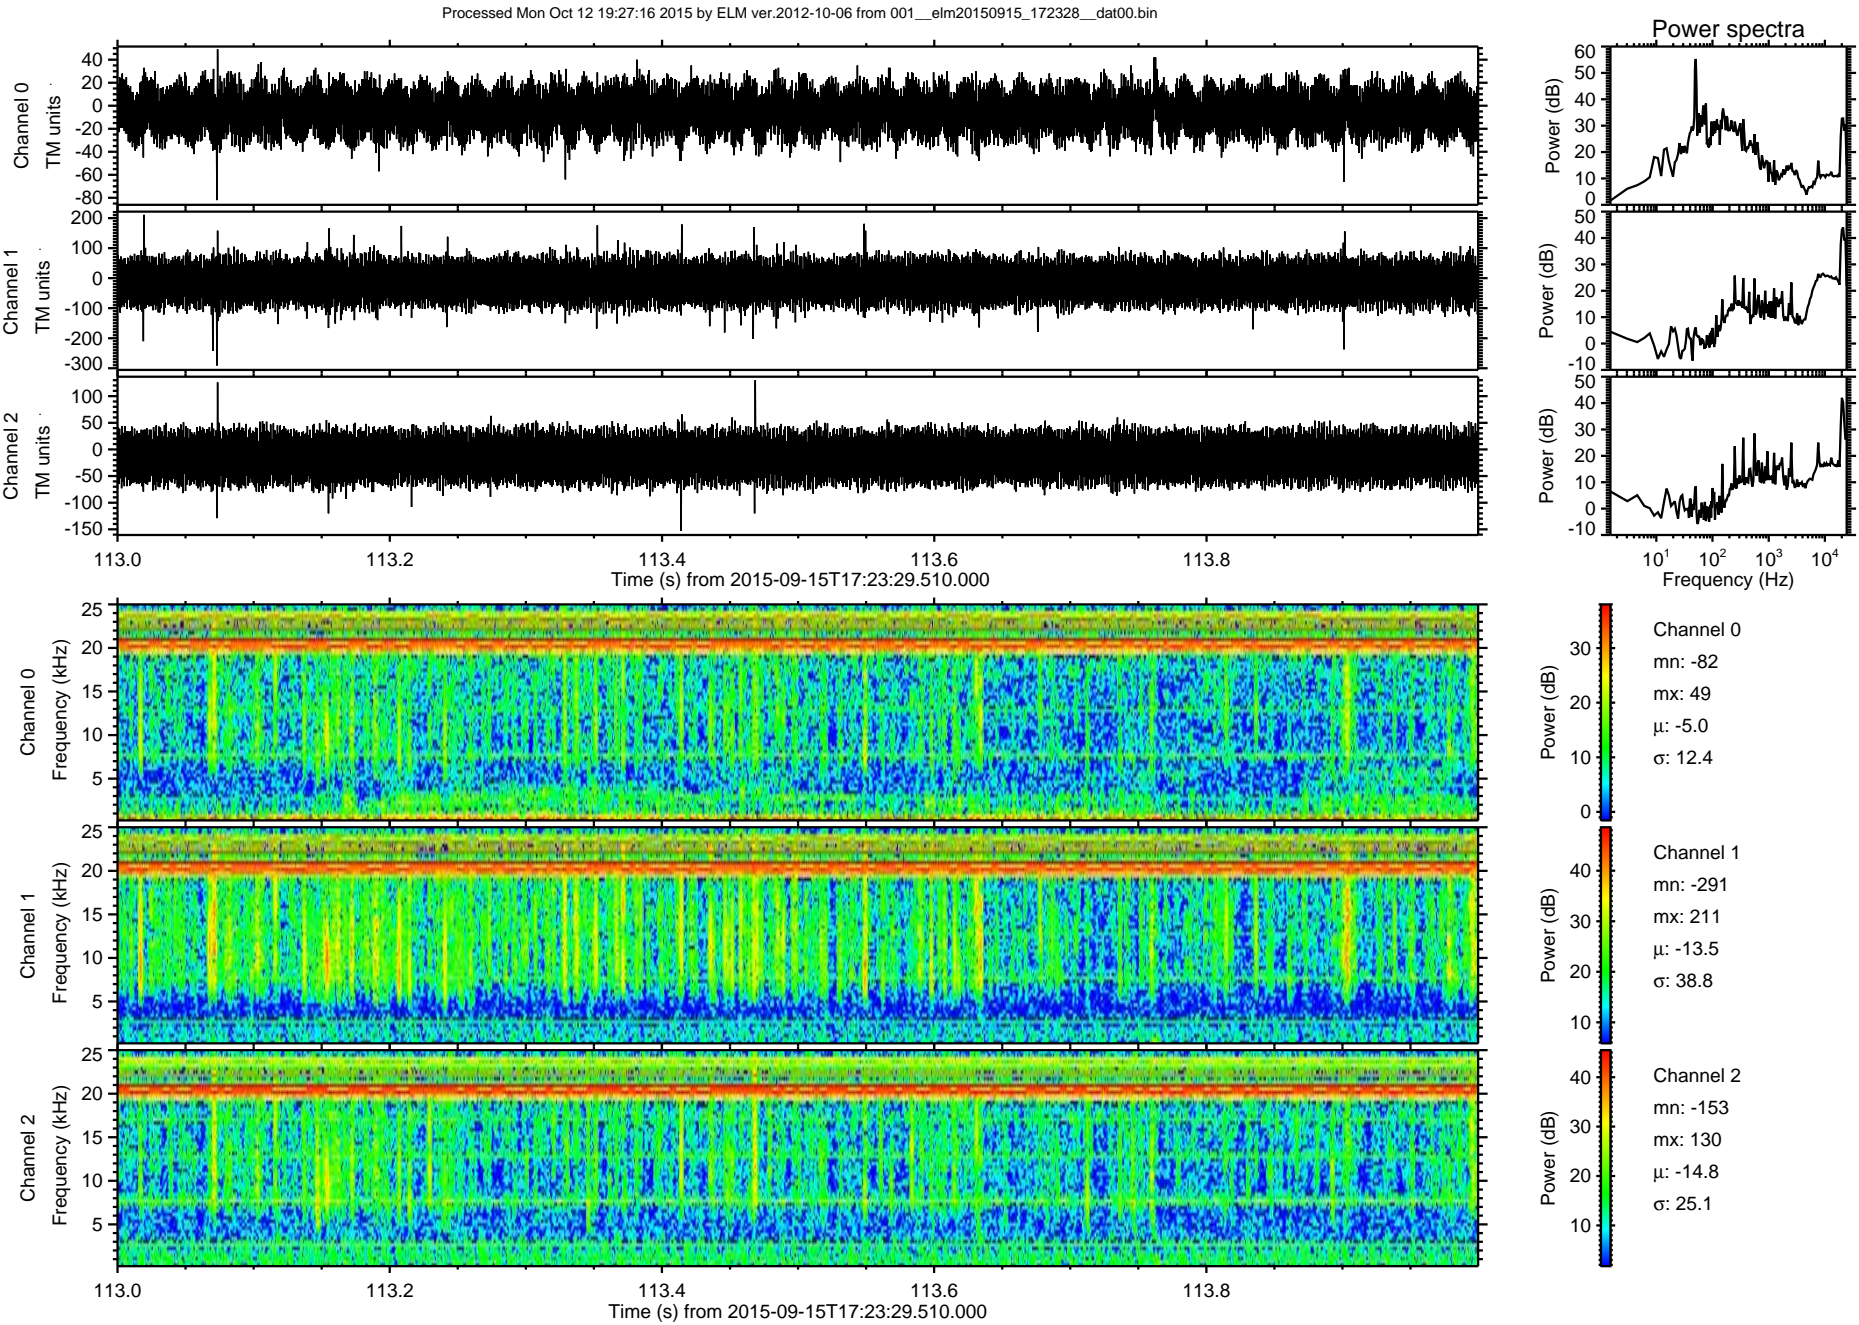 Processed Mon Oct 12 19:27:16 2015 by ELM ver.2012-10-06 from 001__elm20150915_172328__dat00.bin
Power spectra
Channel 0
TM units
40
20
0
-20
-40
-60
-80
Power (dB)
60
50
40
30
20
10
0
Channel 1
TM units
200
100
0
-100
-200
-300
Power (dB)
50
40
30
20
10
0
-10
Channel 2
TM units
100
50
0
-50
-100
-150
Power (dB)
50
40
30
20
10
0
-10
113.0 113.2 113.4 113.6 113.8
Time (s) from 2015-09-15T17:23:29.510.000
10^1 10^2 10^3 10^4
Frequency (Hz)
Channel 0
Frequency (kHz)
25
20
15
10
5
Power (dB)
30
20
10
0
Channel 0
mn: -82
mx: 49
μ: -5.0
σ: 12.4
Channel 1
Frequency (kHz)
25
20
15
10
5
Power (dB)
40
30
20
10
Channel 1
mn: -291
mx: 211
μ: -13.5
σ: 38.8
Channel 2
Frequency (kHz)
25
20
15
10
5
Power (dB)
40
30
20
10
Channel 2
mn: -153
mx: 130
μ: -14.8
σ: 25.1
113.0 113.2 113.4 113.6 113.8
Time (s) from 2015-09-15T17:23:29.510.000